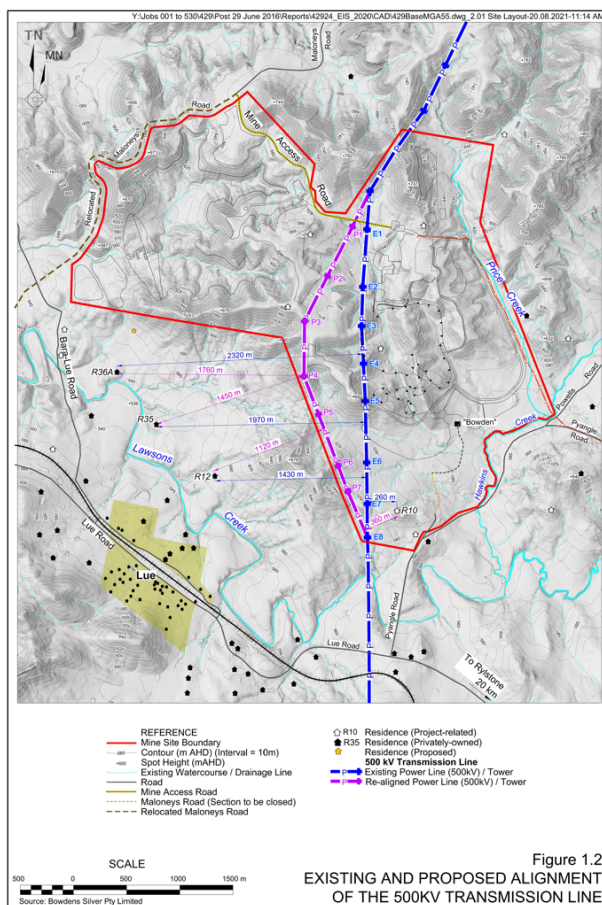 Y:\Jobs 001 to 530\429\Post 29 June 2016\Reports\42924_EIS_2020\CAD\429BaseMGA55.dwg_2.01 Site Layout-20.08.2021-11:14 AM
TN
MN
Maloneys
Road
Road
Maloneys
Relocated
Mine
Access
Road
P1
E1
P2
E2
P3
E3
Price
Creek
E4
P4
E5
P5
E6
P6
P7
E7
E8
Bara-Lue Road
R36A
2320 m
1760 m
1450 m
R35
1970 m
Lawsons
1120 m
R12
1430 m
Creek
260 m
360 m
R10
"Bowden"
Hawkins
Creek
Powells
Road
Pyangle
Road
Lue Road
Lue
Pyangle Road
Lue Road
To Rylstone
20 km
REFERENCE
Mine Site Boundary
Contour (m AHD) (Interval = 10m)
Spot Height (mAHD)
Existing Watercourse / Drainage Line
Road
Mine Access Road
Maloneys Road (Section to be closed)
Relocated Maloneys Road
R10 Residence (Project-related)
R35 Residence (Privately-owned)
Residence (Proposed)
500 kV Transmission Line
P Existing Power Line (500kV) / Tower
P Re-aligned Power Line (500kV) / Tower
SCALE
500 0 500 1000 1500 m
Source: Bowdens Silver Pty Limited
Figure 1.2
EXISTING AND PROPOSED ALIGNMENT
OF THE 500KV TRANSMISSION LINE